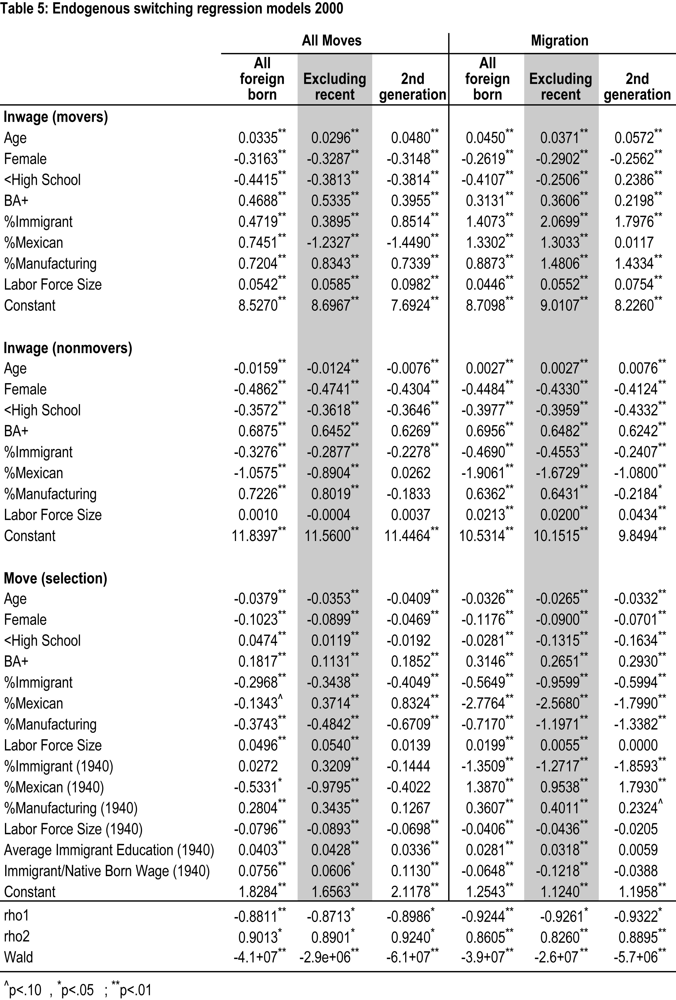 Table 5: Endogenous switching regression models 2000
All Moves Migration
All foreign born Excluding recent 2nd generation All foreign born Excluding recent 2nd generation
lnwage (movers)
Age 0.0335** 0.0296** 0.0480** 0.0450** 0.0371** 0.0572**
Female -0.3163** -0.3287** -0.3148** -0.2619** -0.2902** -0.2562**
<High School -0.4415** -0.3813** -0.3814** -0.4107** -0.2506** 0.2386**
BA+ 0.4688** 0.5335** 0.3955** 0.3131** 0.3606** 0.2198**
%Immigrant 0.4719** 0.3895** 0.8514** 1.4073** 2.0699** 1.7976**
%Mexican 0.7451** -1.2327** -1.4490** 1.3302** 1.3033** 0.0117
%Manufacturing 0.7204** 0.8343** 0.7339** 0.8873** 1.4806** 1.4334**
Labor Force Size 0.0542** 0.0585** 0.0982** 0.0446** 0.0552** 0.0754**
Constant 8.5270** 8.6967** 7.6924** 8.7098** 9.0107** 8.2260**
lnwage (nonmovers)
Age -0.0159** -0.0124** -0.0076** 0.0027** 0.0027** 0.0076**
Female -0.4862** -0.4741** -0.4304** -0.4484** -0.4330** -0.4124**
<High School -0.3572** -0.3618** -0.3646** -0.3977** -0.3959** -0.4332**
BA+ 0.6875** 0.6452** 0.6269** 0.6956** 0.6482** 0.6242**
%Immigrant -0.3276** -0.2877** -0.2278** -0.4690** -0.4553** -0.2407**
%Mexican -1.0575** -0.8904** 0.0262 -1.9061** -1.6729** -1.0800**
%Manufacturing 0.7226** 0.8019** -0.1833 0.6362** 0.6431** -0.2184*
Labor Force Size 0.0010 -0.0004 0.0037 0.0213** 0.0200** 0.0434**
Constant 11.8397** 11.5600** 11.4464** 10.5314** 10.1515** 9.8494**
Move (selection)
Age -0.0379** -0.0353** -0.0409** -0.0326** -0.0265** -0.0332**
Female -0.1023** -0.0899** -0.0469** -0.1176** -0.0900** -0.0701**
<High School 0.0474** 0.0119** -0.0192 -0.0281** -0.1315** -0.1634**
BA+ 0.1817** 0.1131** 0.1852** 0.3146** 0.2651** 0.2930**
%Immigrant -0.2968** -0.3438** -0.4049** -0.5649** -0.9599** -0.5994**
%Mexican -0.1343^ 0.3714** 0.8324** -2.7764** -2.5680** -1.7990**
%Manufacturing -0.3743** -0.4842** -0.6709** -0.7170** -1.1971** -1.3382**
Labor Force Size 0.0496** 0.0540** 0.0139 0.0199** 0.0055** 0.0000
%Immigrant (1940) 0.0272 0.3209** -0.1444 -1.3509** -1.2717** -1.8593**
%Mexican (1940) -0.5331* -0.9795** -0.4022 1.3870** 0.9538** 1.7930**
%Manufacturing (1940) 0.2804** 0.3435** 0.1267 0.3607** 0.4011** 0.2324^
Labor Force Size (1940) -0.0796** -0.0893** -0.0698** -0.0406** -0.0436** -0.0205
Average Immigrant Education (1940) 0.0403** 0.0428** 0.0336** 0.0281** 0.0318** 0.0059
Immigrant/Native Born Wage (1940) 0.0756** 0.0606* 0.1130** -0.0648** -0.1218** -0.0388
Constant 1.8284** 1.6563** 2.1178** 1.2543** 1.1240** 1.1958**
rho1 -0.8811** -0.8713* -0.8986* -0.9244** -0.9261* -0.9322*
rho2 0.9013* 0.8901* 0.9240* 0.8605** 0.8260** 0.8895**
Wald -4.1+07** -2.9e+06** -6.1+07** -3.9+07** -2.6+07** -5.7+06**
^p<.10 , *p<.05 ; **p<.01